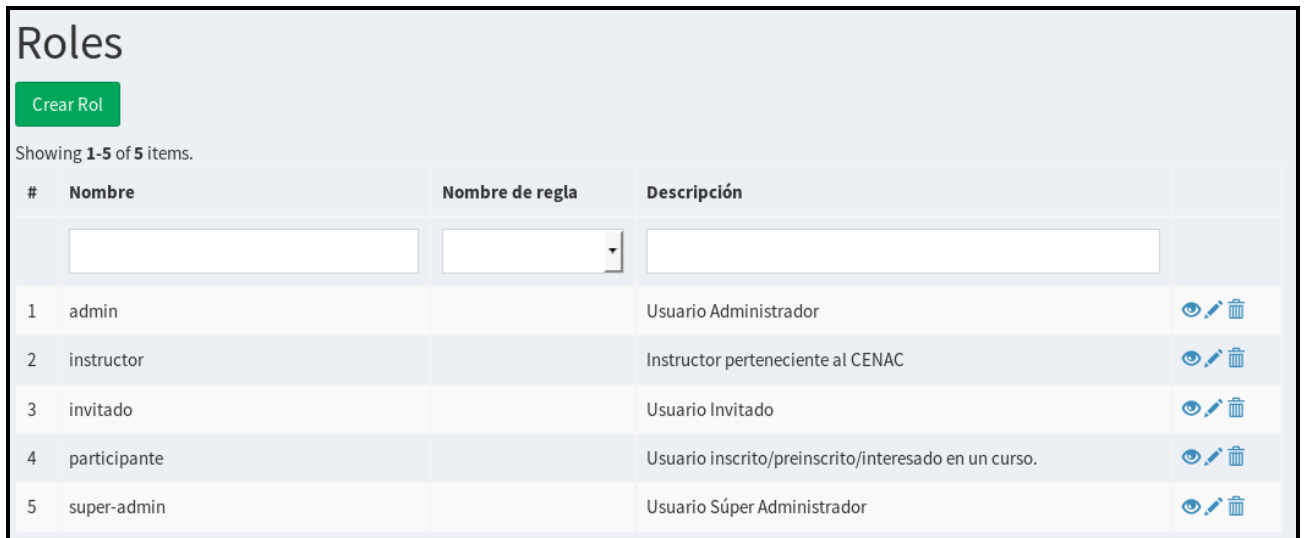 Roles
Crear Rol
Showing 1-5 of 5 items.
# Nombre Nombre de regla Descripción
1 admin Usuario Administrador
2 instructor Instructor perteneciente al CENAC
3 invitado Usuario Invitado
4 participante Usuario inscrito/preinscrito/interesado en un curso.
5 super-admin Usuario Súper Administrador